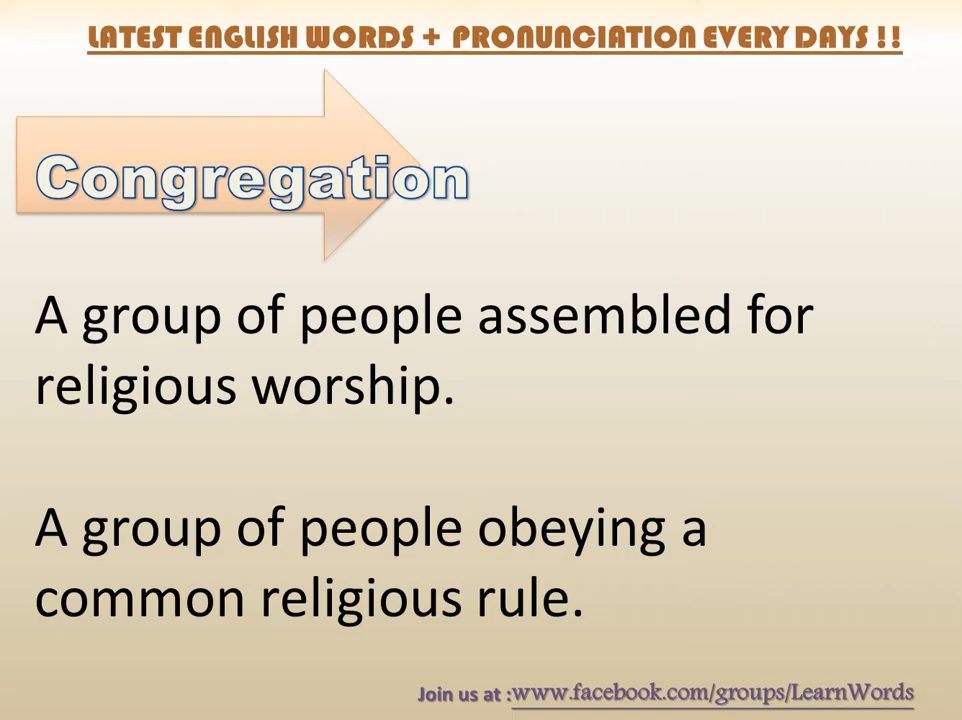 LATEST ENGLISH WORDS + PRONUNCIATION EVERY DAYS !!
Congregation
A group of people assembled for
religious worship.
A group of people obeying a
common religious rule.
Join us at :www.facebook.com/groups/LearnWords